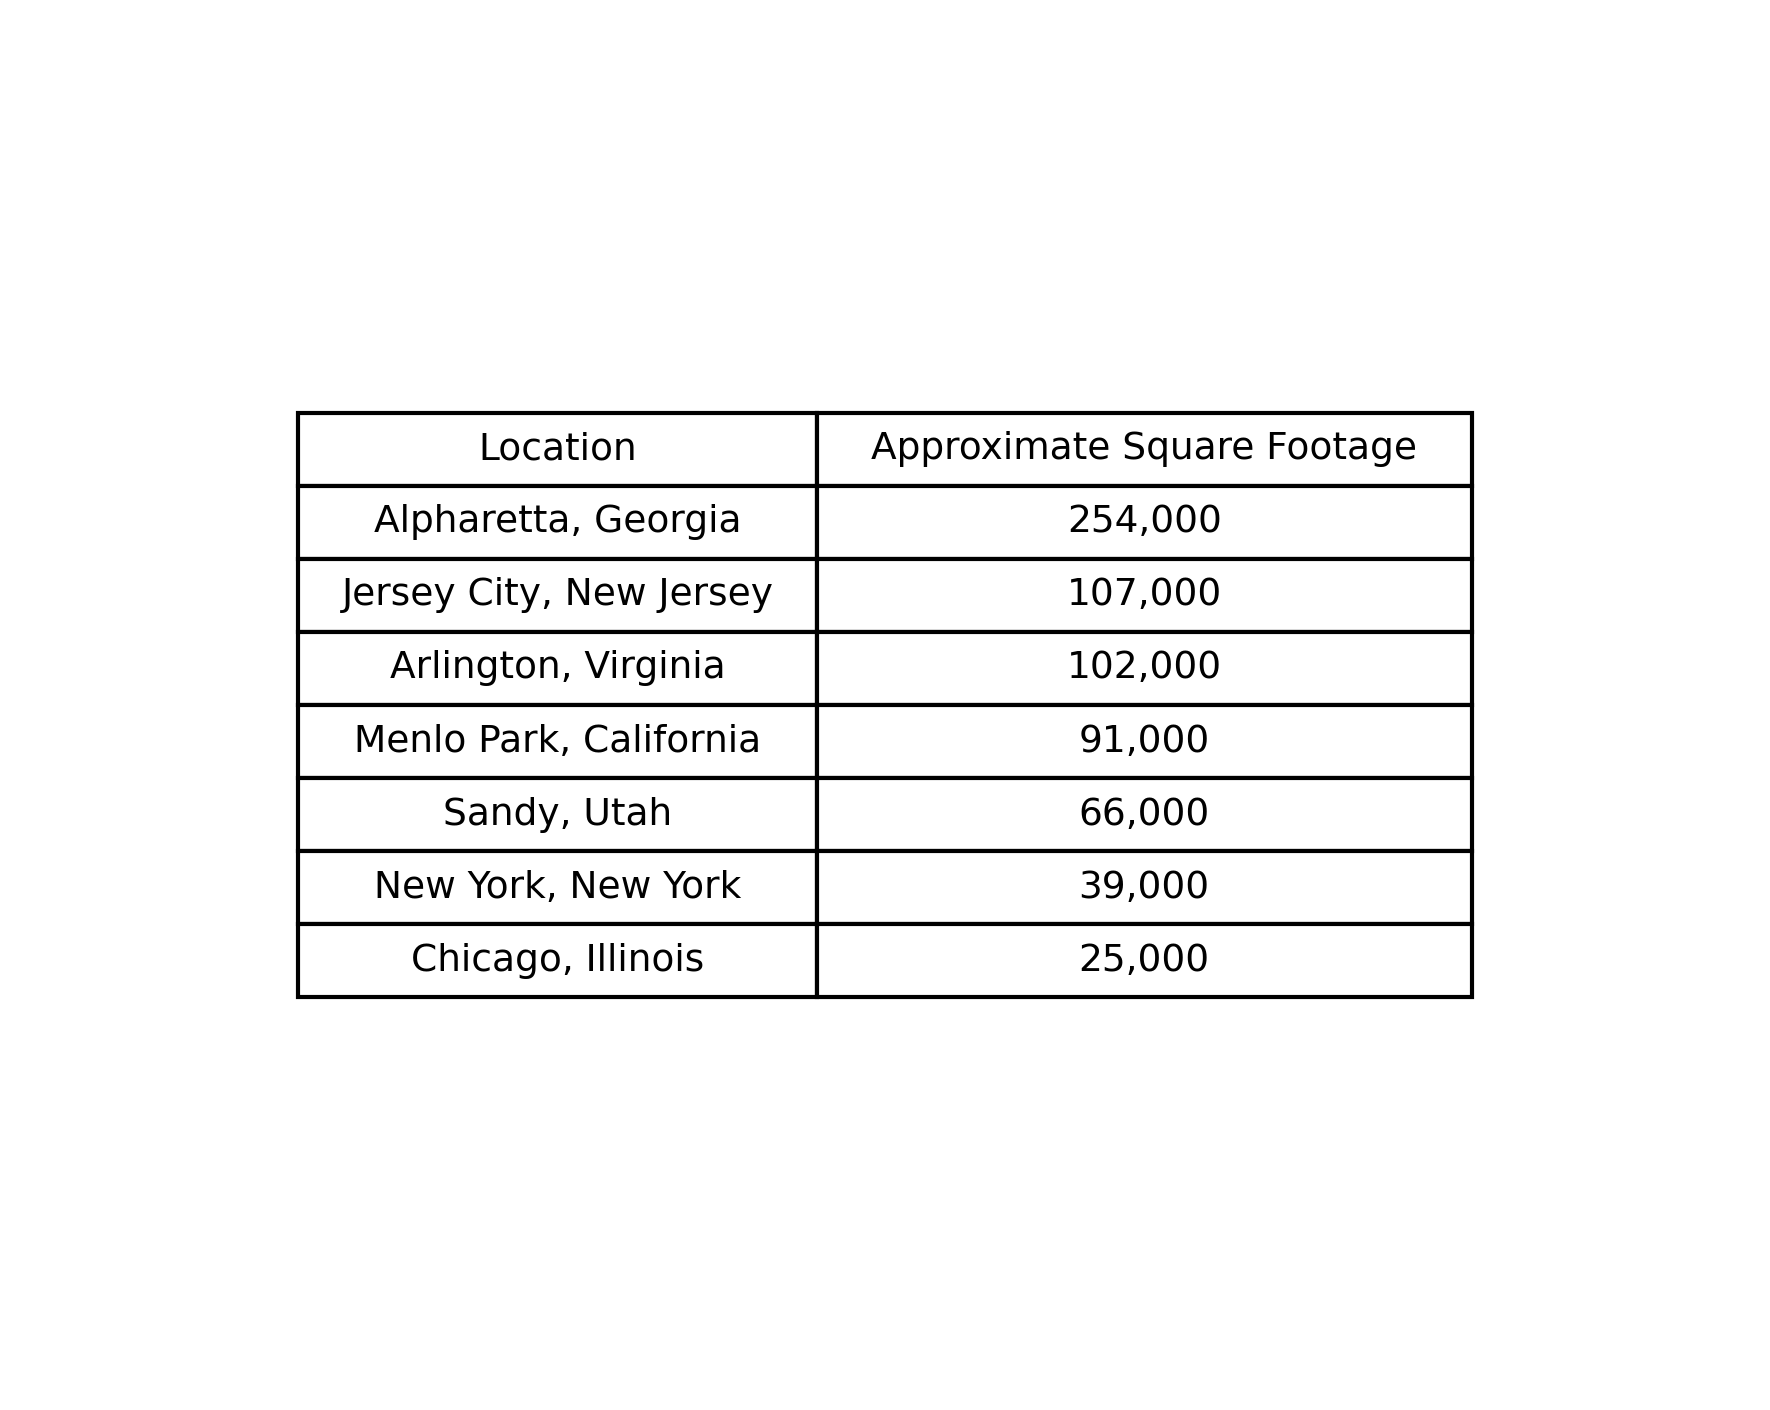 Location Approximate Square Footage
Alpharetta, Georgia 254,000
Jersey City, New Jersey 107,000
Arlington, Virginia 102,000
Menlo Park, California 91,000
Sandy, Utah 66,000
New York, New York 39,000
Chicago, Illinois 25,000